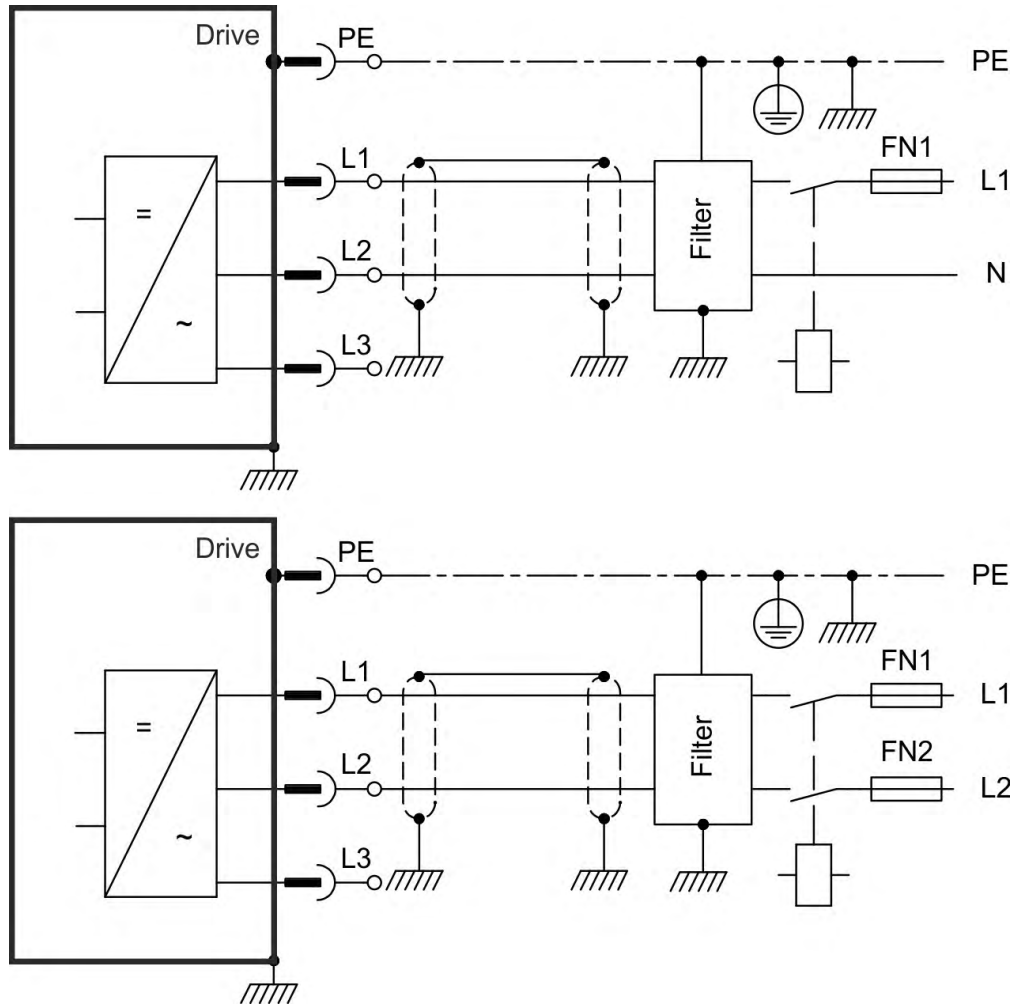 Drive
PE
PE
L1
FN1
L1
=
Filter
L2
N
~
L3
Drive
PE
PE
L1
FN1
L1
=
Filter
L2
FN2
L2
~
L3